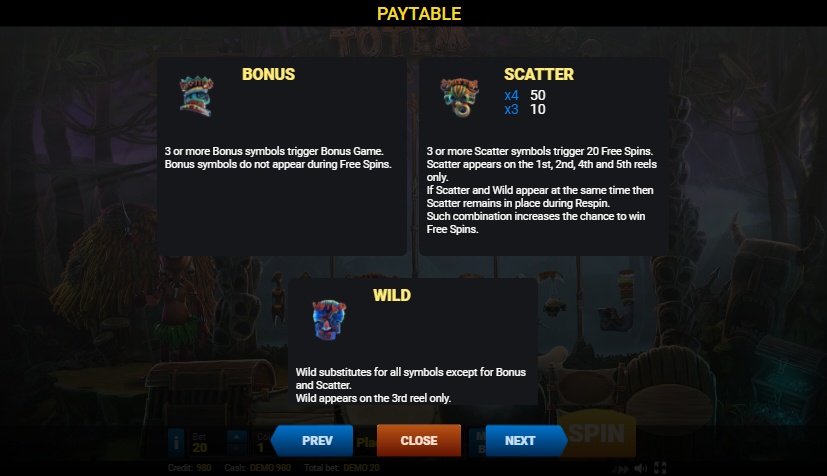 PAYTABLE
TOTEM
BONUS
3 or more Bonus symbols trigger Bonus Game.
Bonus symbols do not appear during Free Spins.
SCATTER
x4 50
x3 10
3 or more Scatter symbols trigger 20 Free Spins.
Scatter appears on the 1st, 2nd, 4th and 5th reels
only.
If Scatter and Wild appear at the same time then
Scatter remains in place during Respin.
Such combination increases the chance to win
Free Spins.
WILD
Wild substitutes for all symbols except for Bonus
and Scatter.
Wild appears on the 3rd reel only.
Bet
20
1
PREV
CLOSE
NEXT
SPIN
Credit: 980 Cash: DEMO 980 Total bet: DEMO 20